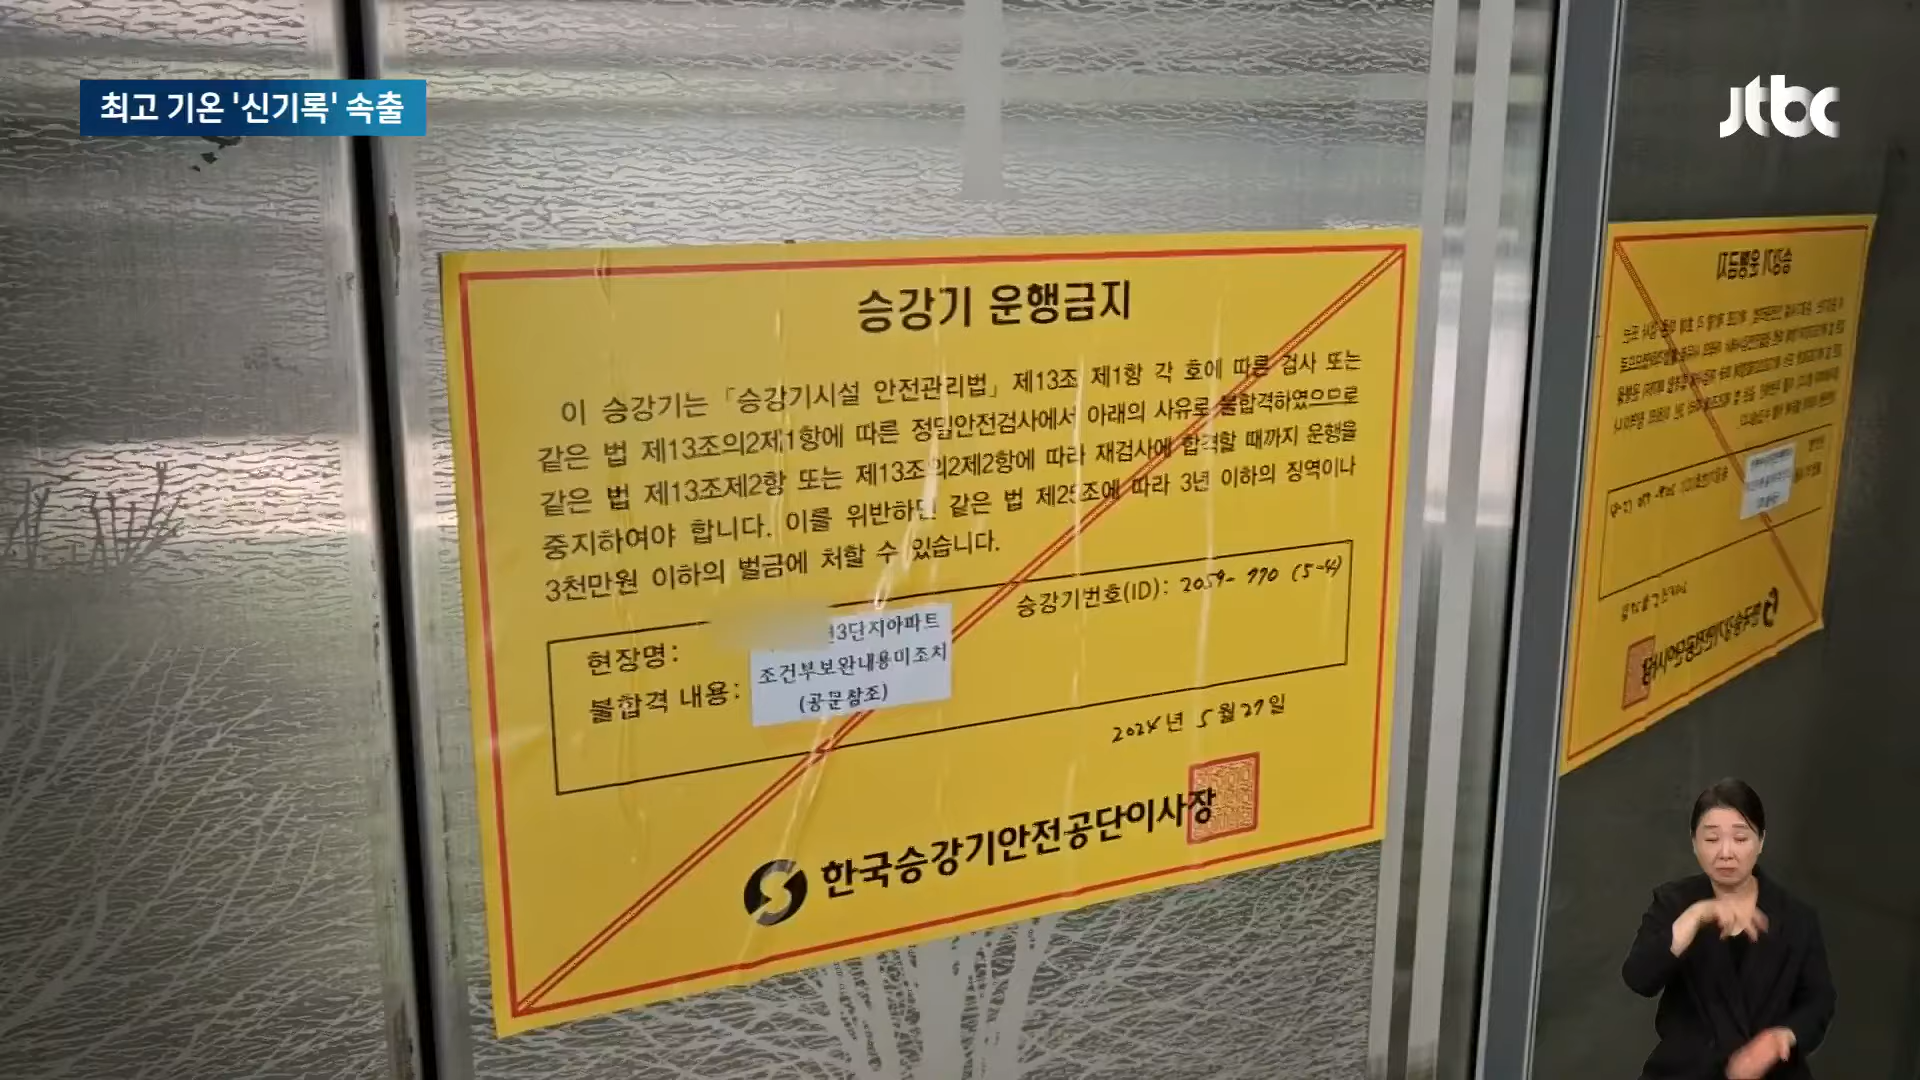 최고 기온 '신기록' 속출
jtbc
승강기 운행금지
이 승강기는 「승강기시설 안전관리법」 제13조 제1항 각 호에 따른 검사 또는
같은 법 제13조의2제1항에 따른 정밀안전검사에서 아래의 사유로 불합격하였으므로
같은 법 제13조제2항 또는 제13조의2제2항에 따라 재검사에 합격할 때까지 운행을
중지하여야 합니다. 이를 위반하면 같은 법 제25조에 따라 3년 이하의 징역이나
3천만원 이하의 벌금에 처할 수 있습니다.
승강기번호(ID): 2059-770 (5-4)
현장명: 3단지아파트
불합격 내용: 조건부보완내용미조치
(공문참조)
2024년 5월 27일
한국승강기안전공단이사장